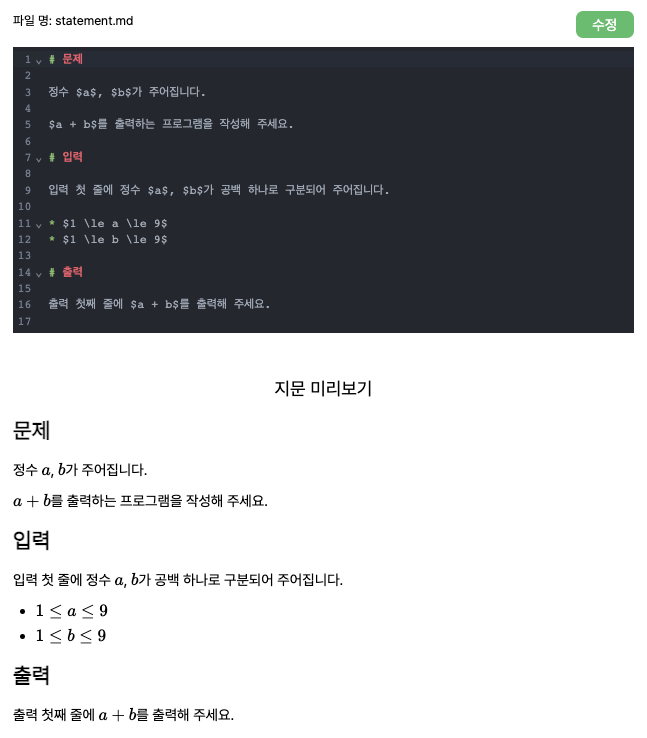 파일 명: statement.md
수정
1 # 문제
2
3 정수 $a$, $b$가 주어집니다.
4
5 $a + b$를 출력하는 프로그램을 작성해 주세요.
6
7 # 입력
8
9 입력 첫 줄에 정수 $a$, $b$가 공백 하나로 구분되어 주어집니다.
10
11 * $1 \le a \le 9$
12 * $1 \le b \le 9$
13
14 # 출력
15
16 출력 첫째 줄에 $a + b$를 출력해 주세요.
17
지문 미리보기
문제
정수 a, b가 주어집니다.
a + b를 출력하는 프로그램을 작성해 주세요.
입력
입력 첫 줄에 정수 a, b가 공백 하나로 구분되어 주어집니다.
• 1 ≤ a ≤ 9
• 1 ≤ b ≤ 9
출력
출력 첫째 줄에 a + b를 출력해 주세요.